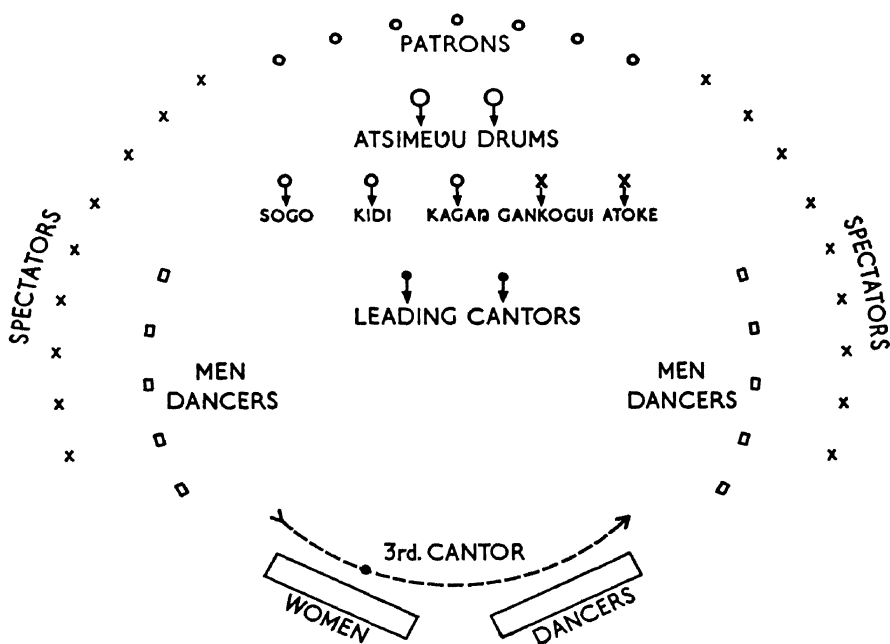 PATRONS
ATSIMEƲU DRUMS
SOGO KIDI KAGAŊ GANKOGUI ATOKE
SPECTATORS
SPECTATORS
LEADING CANTORS
MEN
DANCERS
MEN
DANCERS
3rd. CANTOR
WOMEN
DANCERS